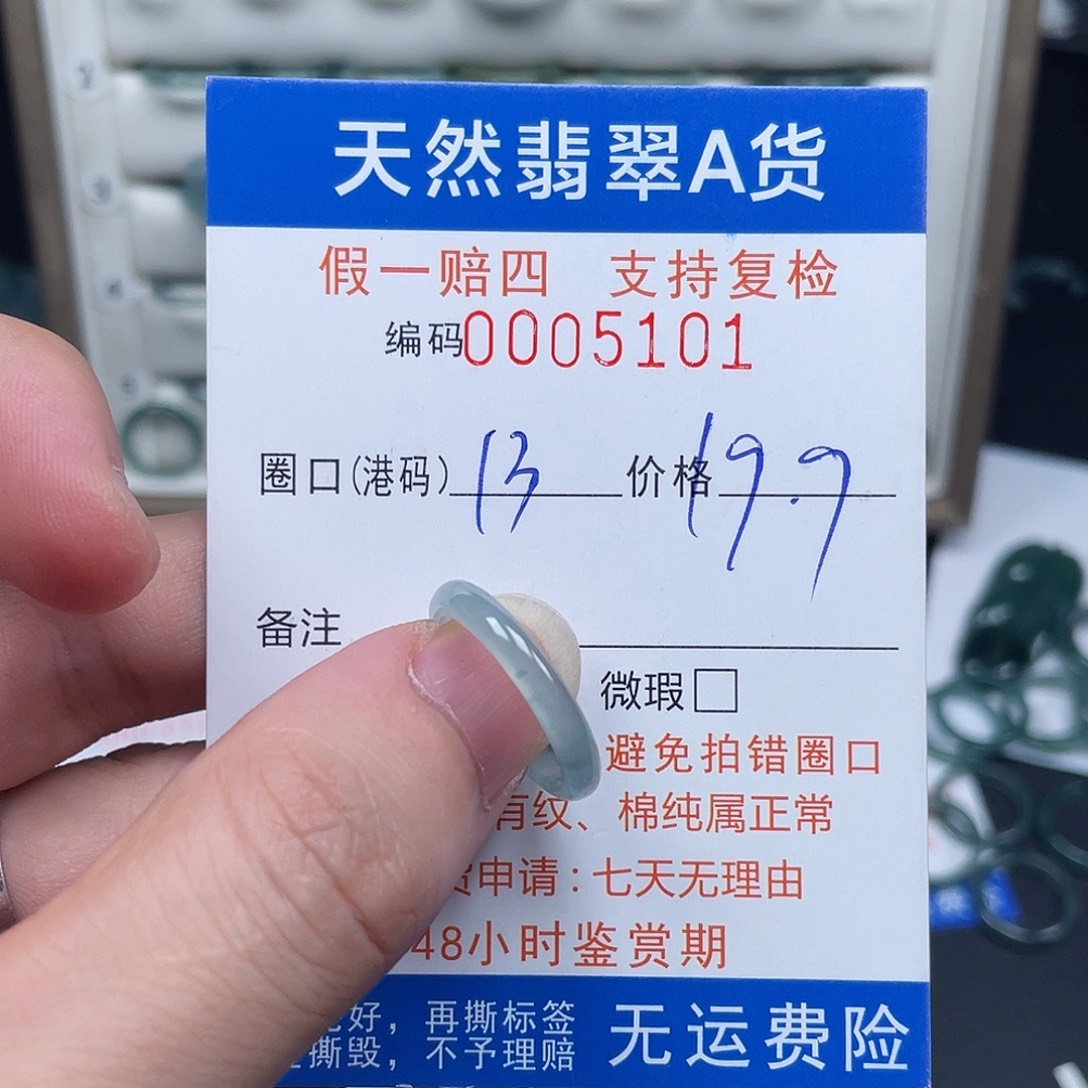 天然翡翠A货
假一赔四 支持复检
编码0005101
圈口(港码) 13 价格 19.9
备注
微瑕□
避免拍错圈口
有纹、棉纯属正常
货申请:七天无理由
48小时鉴赏期
好，再撕标签
撕毁，不予理赔
无运费险